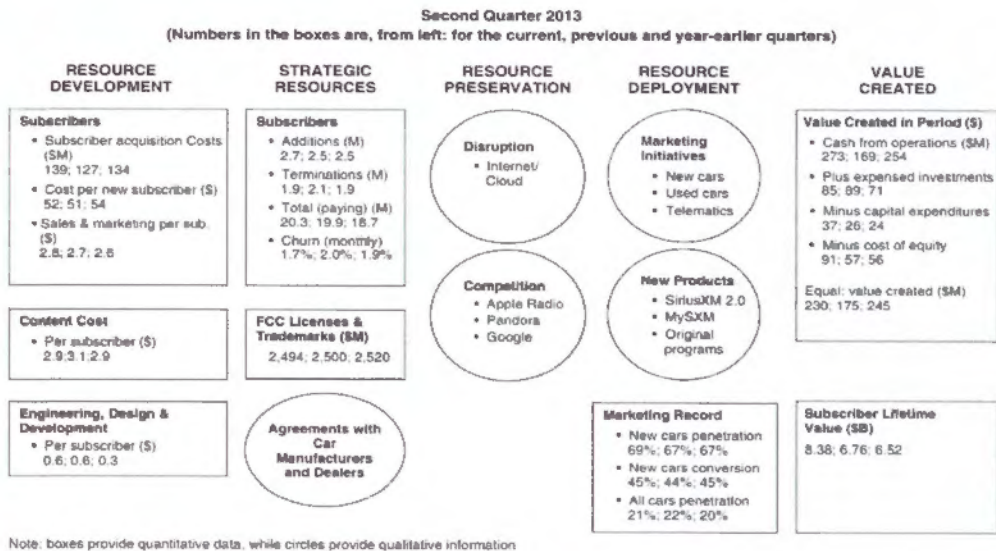 Second Quarter 2013
(Numbers in the boxes are, from left: for the current, previous and year-earlier quarters)
RESOURCE
DEVELOPMENT
Subscribers
• Subscriber acquisition Costs
($M)
139; 127; 134
• Cost per new subscriber ($)
52; 51; 54
• Sales & marketing per sub.
($)
2.8; 2.7; 2.6
Content Cost
• Per subscriber ($)
2.9;3.1;2.9
Engineering, Design &
Development
• Per subscriber ($)
0.6; 0.6; 0.3
STRATEGIC
RESOURCES
Subscribers
• Additions (M)
2.7; 2.5; 2.5
• Terminations (M)
1.9; 2.1; 1.9
• Total (paying) (M)
20.3; 19.9; 18.7
• Churn (monthly)
1.7%; 2.0%; 1.9%
FCC Licenses &
Trademarks ($M)
2,494; 2,500; 2,520
Agreements with
Car
Manufacturers
and Dealers
RESOURCE
PRESERVATION
Disruption
• Internet/
Cloud
Competition
• Apple Radio
• Pandora
• Google
RESOURCE
DEPLOYMENT
Marketing
Initiatives
• New cars
• Used cars
• Telematics
New Products
• SiriusXM 2.0
• MySXM
• Original
programs
Marketing Record
• New cars penetration
69%; 67%; 67%
• New cars conversion
45%; 44%; 45%
• All cars penetration
21%; 22%; 20%
VALUE
CREATED
Value Created in Period ($)
• Cash from operations ($M)
273; 169; 254
• Plus expensed investments
85; 89; 71
• Minus capital expenditures
37; 26; 24
• Minus cost of equity
91; 57; 56
Equal: value created ($M)
230; 175; 245
Subscriber Lifetime
Value ($B)
8.38; 6.76; 6.52
Note: boxes provide quantitative data, while circles provide qualitative information